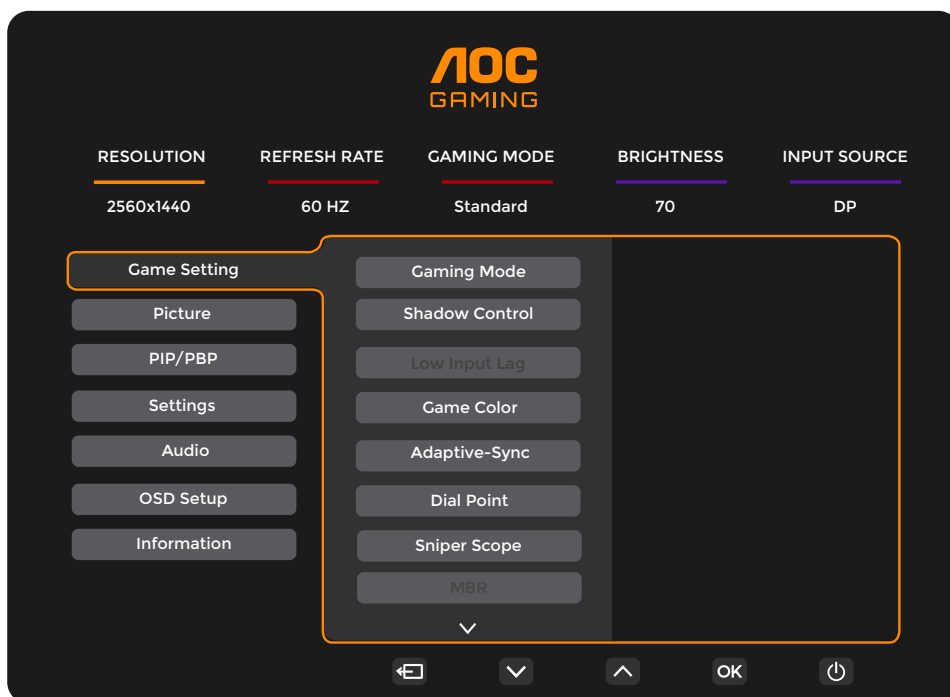 AOC
GAMING
RESOLUTION REFRESH RATE GAMING MODE BRIGHTNESS INPUT SOURCE
2560x1440 60 HZ Standard 70 DP
Game Setting
Picture
PIP/PBP
Settings
Audio
OSD Setup
Information
Gaming Mode
Shadow Control
Low Input Lag
Game Color
Adaptive-Sync
Dial Point
Sniper Scope
MBR
OK